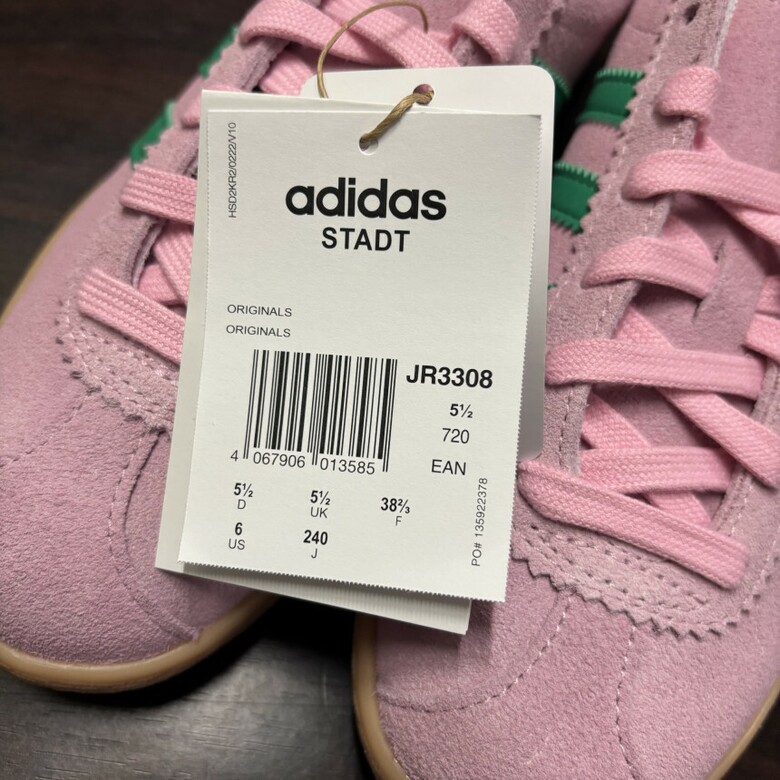 HSD2KR2/0222/V10
adidas
STADT
ORIGINALS
ORIGINALS
JR3308
5½
720
EAN
4 067906 013585
5½ 5½ 38⅔
D UK F
6 240
US J
PO# 135922378